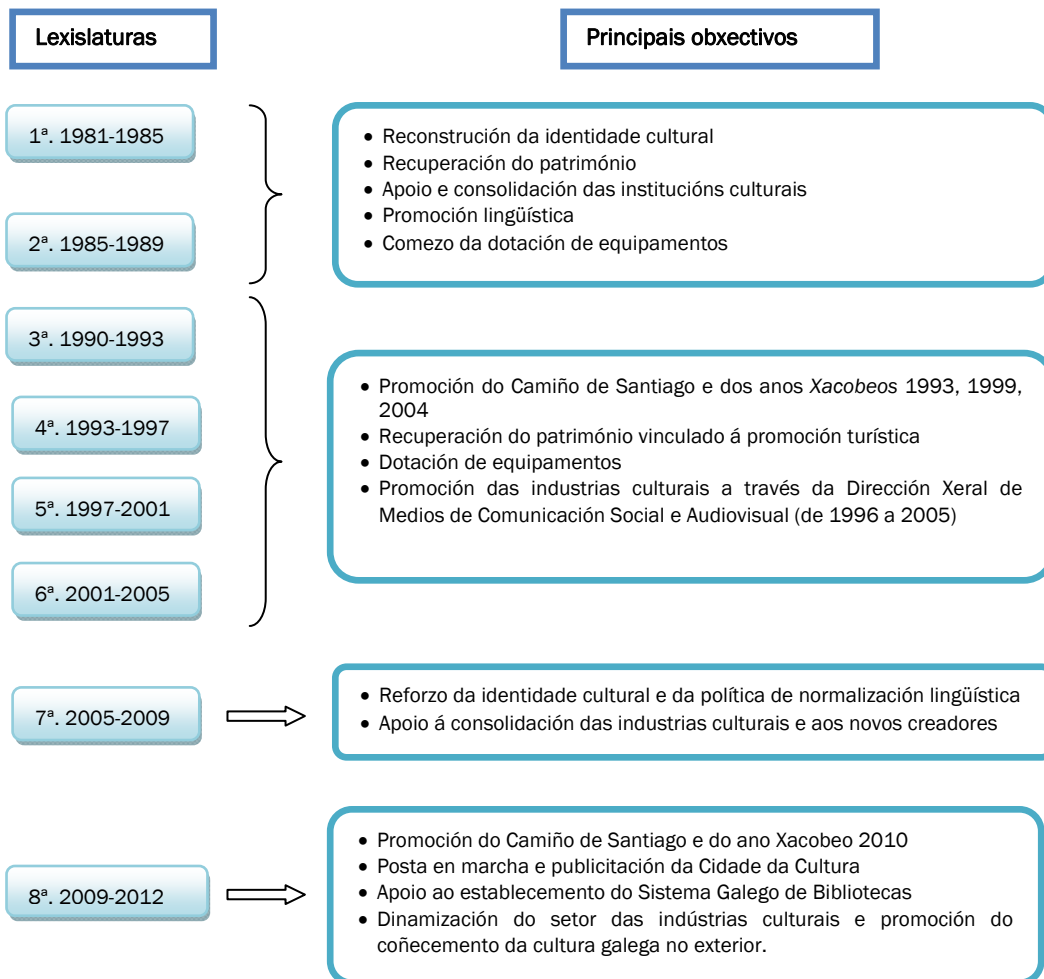 Lexislaturas
Principais obxectivos
1ª. 1981-1985
2ª. 1985-1989
• Reconstrución da identidade cultural
• Recuperación do património
• Apoio e consolidación das institucións culturais
• Promoción lingüística
• Comezo da dotación de equipamentos
3ª. 1990-1993
4ª. 1993-1997
5ª. 1997-2001
6ª. 2001-2005
• Promoción do Camiño de Santiago e dos anos Xacobeos 1993, 1999,
2004
• Recuperación do património vinculado á promoción turística
• Dotación de equipamentos
• Promoción das industrias culturais a través da Dirección Xeral de
Medios de Comunicación Social e Audiovisual (de 1996 a 2005)
7ª. 2005-2009
• Reforzo da identidade cultural e da política de normalización lingüística
• Apoio á consolidación das industrias culturais e aos novos creadores
8ª. 2009-2012
• Promoción do Camiño de Santiago e do ano Xacobeo 2010
• Posta en marcha e publicitación da Cidade da Cultura
• Apoio ao establecemento do Sistema Galego de Bibliotecas
• Dinamización do setor das indústrias culturais e promoción do
coñecemento da cultura galega no exterior.